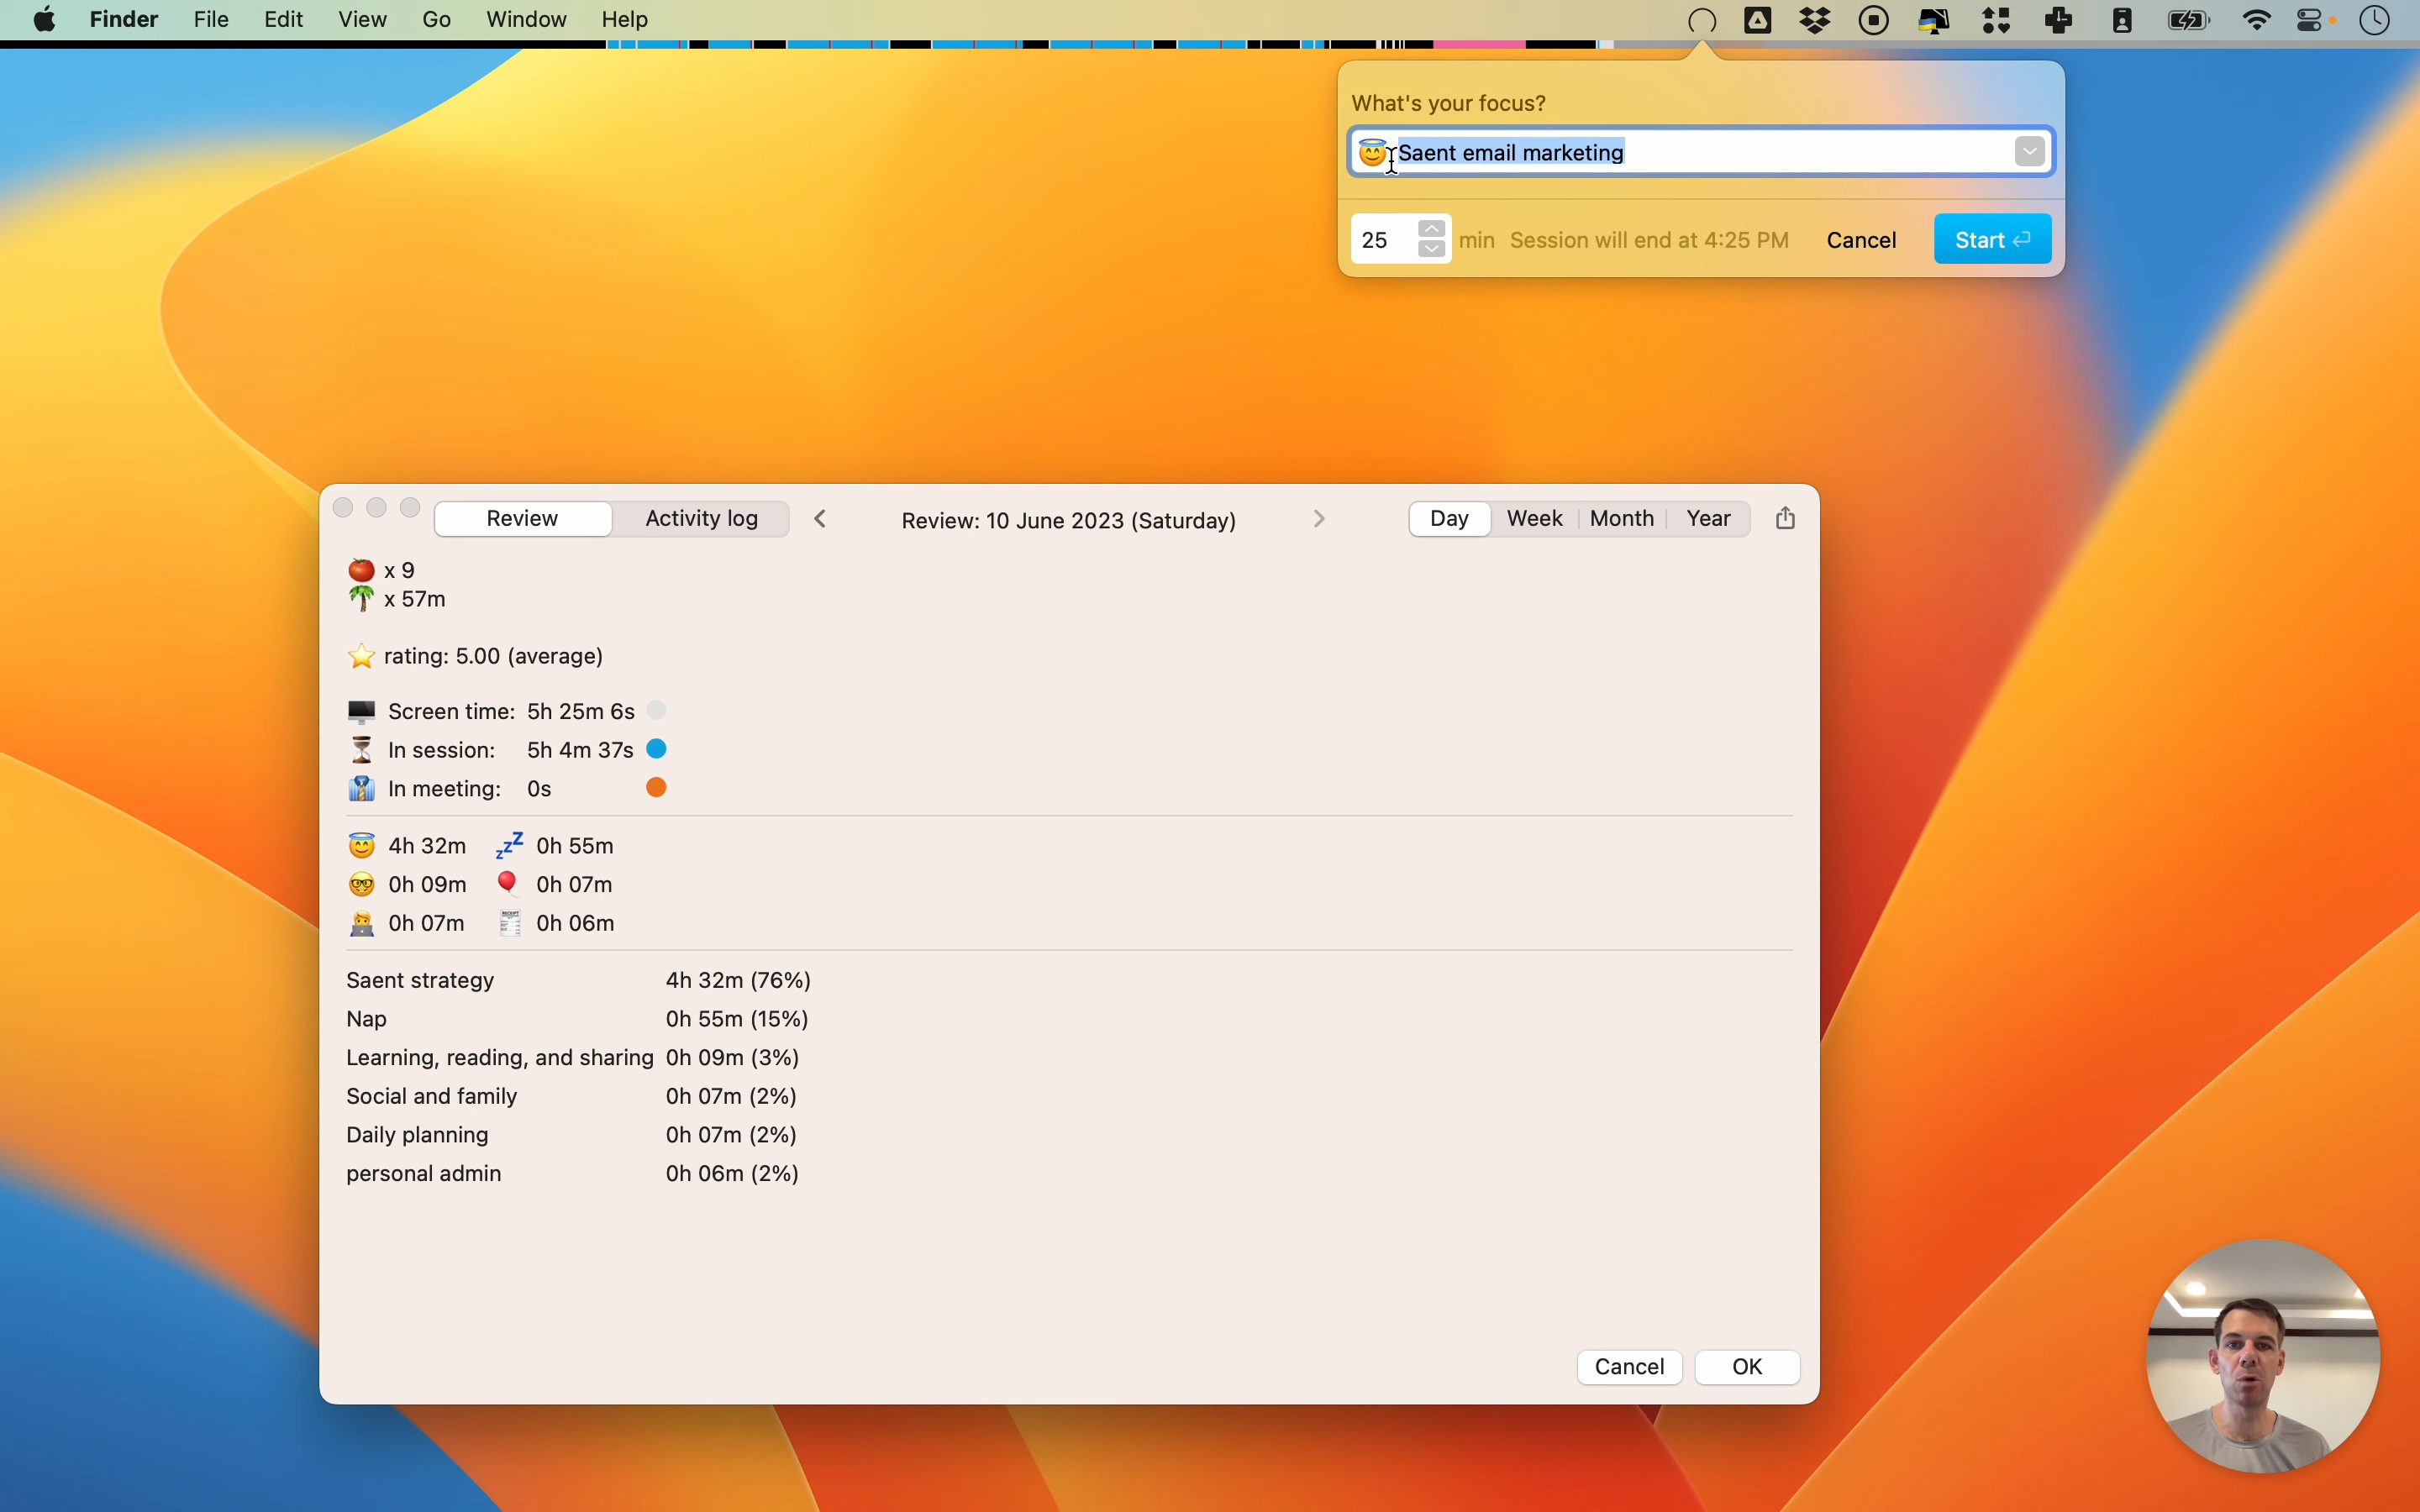 Finder File Edit View Go Window Help
What's your focus?
Saent email marketing
25 min Session will end at 4:25 PM Cancel Start
Review Activity log Review: 10 June 2023 (Saturday) Day Week Month Year
x 9
x 57m
rating: 5.00 (average)
Screen time: 5h 25m 6s
In session: 5h 4m 37s
In meeting: 0s
4h 32m zzZ 0h 55m
0h 09m 0h 07m
0h 07m 0h 06m
Saent strategy 4h 32m (76%)
Nap 0h 55m (15%)
Learning, reading, and sharing 0h 09m (3%)
Social and family 0h 07m (2%)
Daily planning 0h 07m (2%)
personal admin 0h 06m (2%)
Cancel OK